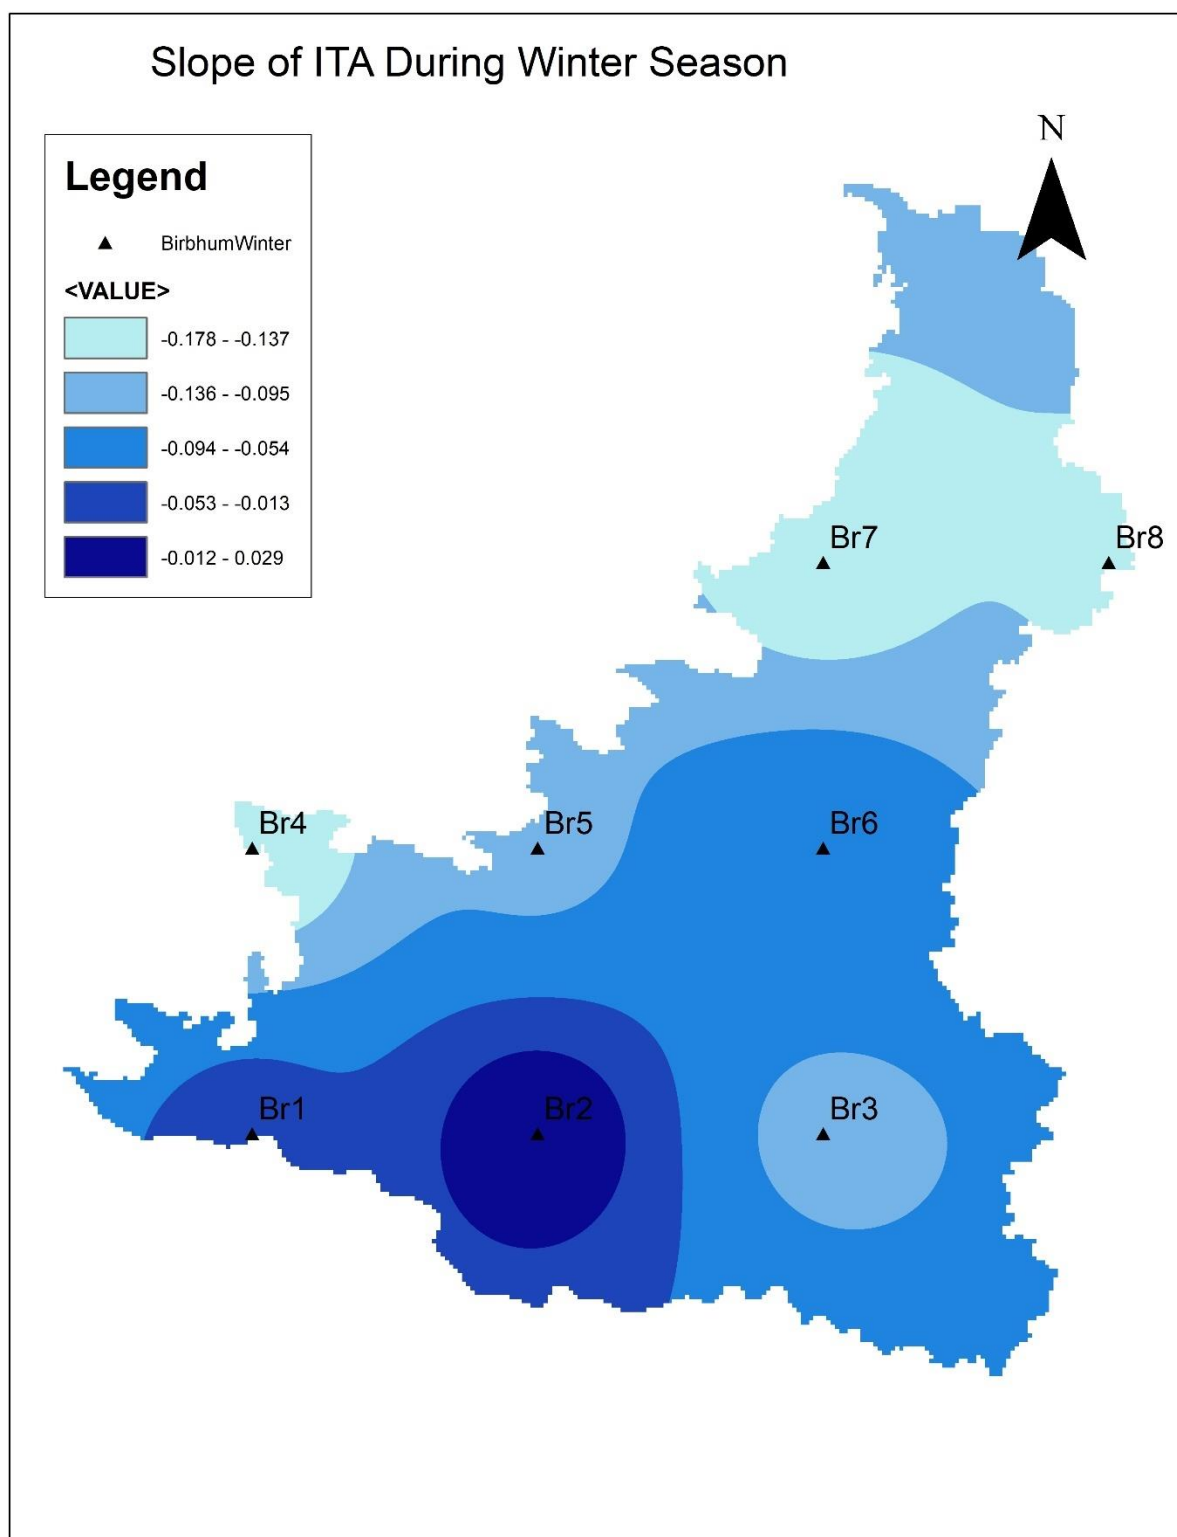 Slope of ITA During Winter Season
N
Legend
BirbhumWinter
<VALUE>
-0.178 - -0.137
-0.136 - -0.095
-0.094 - -0.054
-0.053 - -0.013
-0.012 - 0.029
Br7
Br8
Br4
Br5
Br6
Br1
Br2
Br3